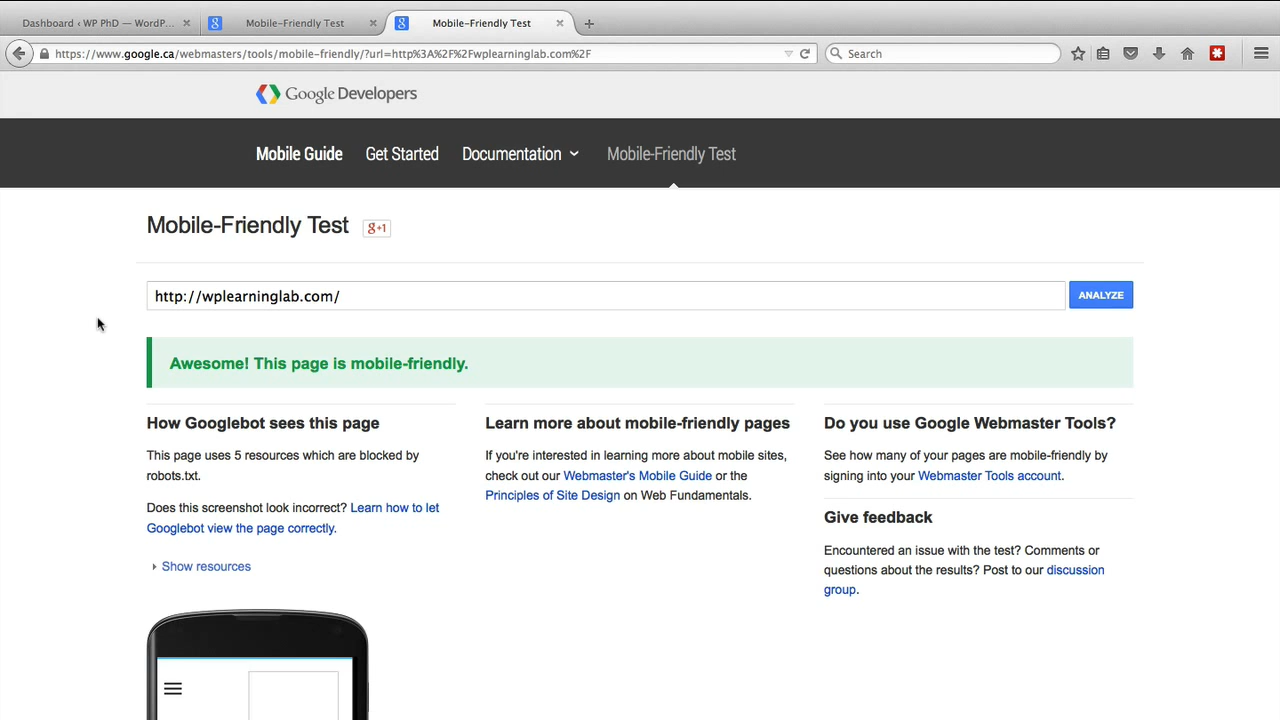 Dashboard ‹ WP PhD — WordP...
Mobile-Friendly Test
Mobile-Friendly Test
https://www.google.ca/webmasters/tools/mobile-friendly/?url=http%3A%2F%2Fwplearninglab.com%2F
Search
Google Developers
Mobile Guide
Get Started
Documentation
Mobile-Friendly Test
Mobile-Friendly Test
g+1
http://wplearninglab.com/
ANALYZE
Awesome! This page is mobile-friendly.
How Googlebot sees this page
This page uses 5 resources which are blocked by
robots.txt.
Does this screenshot look incorrect? Learn how to let
Googlebot view the page correctly.
Show resources
Learn more about mobile-friendly pages
If you're interested in learning more about mobile sites,
check out our Webmaster's Mobile Guide or the
Principles of Site Design on Web Fundamentals.
Do you use Google Webmaster Tools?
See how many of your pages are mobile-friendly by
signing into your Webmaster Tools account.
Give feedback
Encountered an issue with the test? Comments or
questions about the results? Post to our discussion
group.